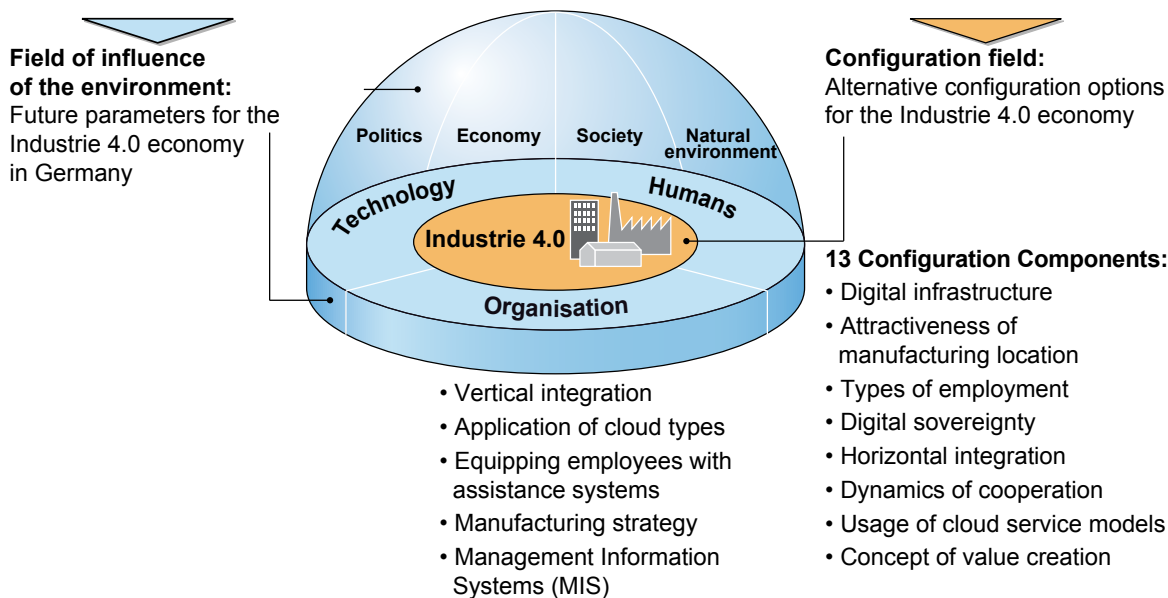 Field of influence
of the environment:
Future parameters for the
Industrie 4.0 economy
in Germany
Politics
Economy
Society
Natural
environment
Technology
Humans
Industrie 4.0
Organisation
Configuration field:
Alternative configuration options
for the Industrie 4.0 economy
13 Configuration Components:
• Digital infrastructure
• Attractiveness of
manufacturing location
• Types of employment
• Digital sovereignty
• Horizontal integration
• Dynamics of cooperation
• Usage of cloud service models
• Concept of value creation
• Vertical integration
• Application of cloud types
• Equipping employees with
assistance systems
• Manufacturing strategy
• Management Information
Systems (MIS)